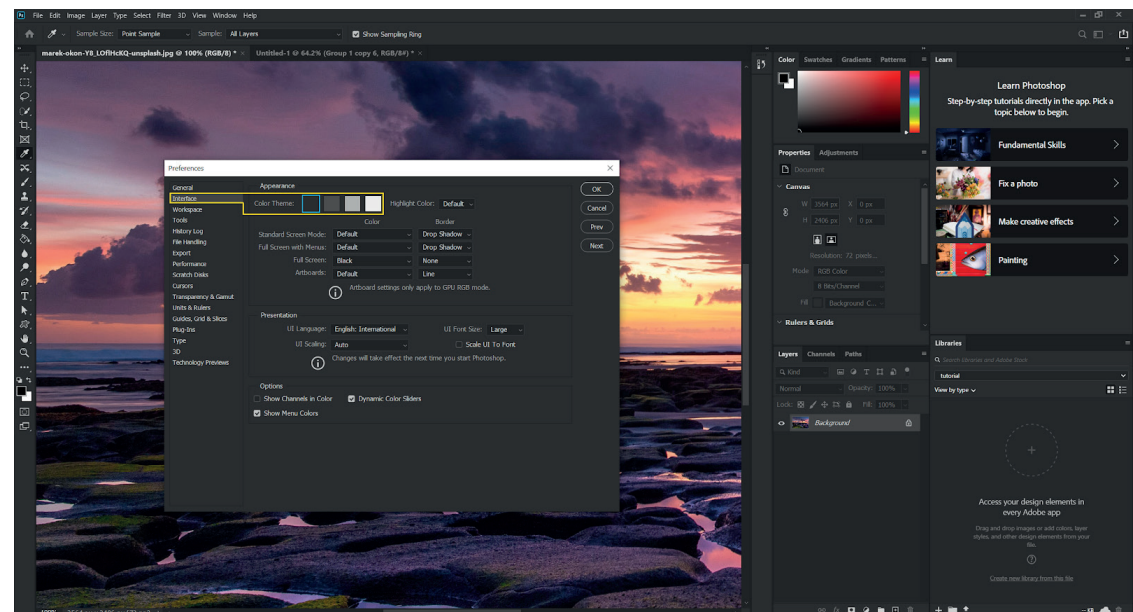 Ps File Edit Image Layer Type Select Filter 3D View Window Help
Sample Size: Point Sample Sample: All Layers Show Sampling Ring
marek-okon-Y8_LOflHcKQ-unsplash.jpg @ 100% (RGB/8) * × Untitled-1 @ 64.2% (Group 1 copy 6, RGB/8#) * ×
Preferences
General
Interface
Workspace
Tools
History Log
File Handling
Export
Performance
Scratch Disks
Cursors
Transparency & Gamut
Units & Rulers
Guides, Grid & Slices
Plug-Ins
Type
3D
Technology Previews
Appearance
Color Theme: Highlight Color: Default
Color Border
Standard Screen Mode: Default Drop Shadow
Full Screen with Menus: Default Drop Shadow
Full Screen: Black None
Artboards: Default Line
Artboard settings only apply to GPU RGB mode.
Presentation
UI Language: English: International UI Font Size: Large
UI Scaling: Auto Scale UI To Font
Changes will take effect the next time you start Photoshop.
Options
Show Channels in Color Dynamic Color Sliders
Show Menu Colors
OK
Cancel
Prev
Next
Color Swatches Gradients Patterns
Properties Adjustments
Document
Canvas
W 3564 px X 0 px
H 2406 px Y 0 px
Resolution: 72 pixels...
Mode RGB Color
8 Bits/Channel
Fill Background C...
Rulers & Grids
Layers Channels Paths
Kind
Normal Opacity: 100%
Lock: Fill: 100%
Background
Learn
Learn Photoshop
Step-by-step tutorials directly in the app. Pick a
topic below to begin.
Fundamental Skills
Fix a photo
Make creative effects
Painting
Libraries
Search Libraries and Adobe Stock
tutorial
View by type
Access your design elements in
every Adobe app
Drag and drop images or add colors, layer
styles, and other design elements from your
file.
Create new library from this file